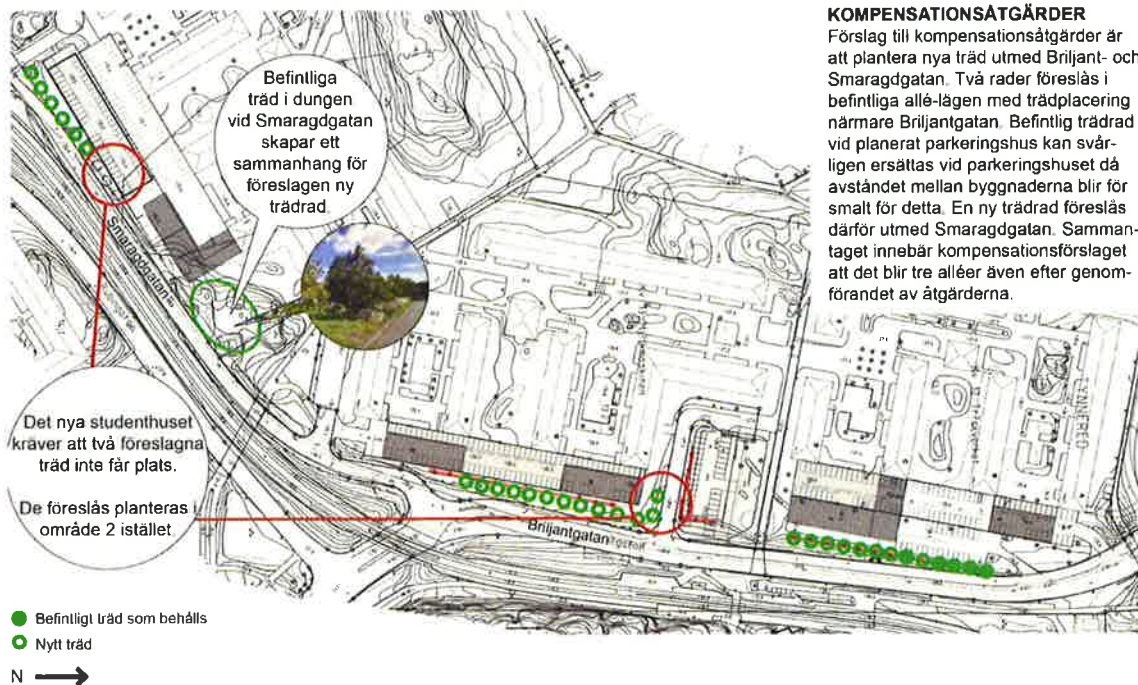 KOMPENSATIONSÅTGÄRDER
Förslag till kompensationsåtgärder är
att plantera nya träd utmed Briljant- och
Smaragdgatan. Två rader föreslås i
befintliga allé-lägen med trädplacering
närmare Briljantgatan. Befintlig trädrad
vid planerat parkeringshus kan svår-
ligen ersättas vid parkeringshuset då
avståndet mellan byggnaderna blir för
smalt för detta. En ny trädrad föreslås
därför utmed Smaragdgatan. Samman-
taget innebär kompensationsförslaget
att det blir tre alléer även efter genom-
förandet av åtgärderna.
Befintliga
träd i dungen
vid Smaragdgatan
skapar ett
sammanhang för
föreslagen ny
trädrad.
Smaragdgatan
Det nya studenthuset
kräver att två föreslagna
träd inte får plats.
De föreslås planteras i
område 2 istället
Briljantgatan
Befintligt träd som behålls
Nytt träd
N